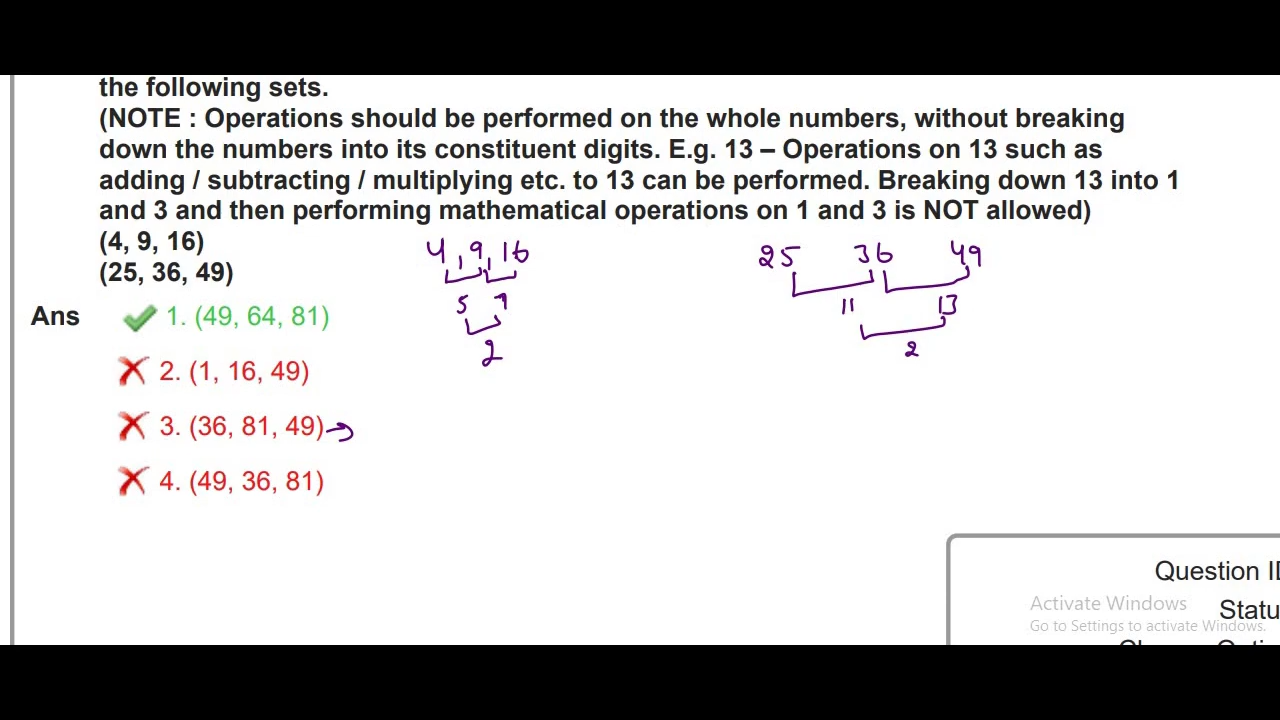 the following sets.
(NOTE : Operations should be performed on the whole numbers, without breaking
down the numbers into its constituent digits. E.g. 13 – Operations on 13 such as
adding / subtracting / multiplying etc. to 13 can be performed. Breaking down 13 into 1
and 3 and then performing mathematical operations on 1 and 3 is NOT allowed)
(4, 9, 16)
(25, 36, 49)
4, 9, 16
5 7
2
25 36 49
11 13
2
Ans 1. (49, 64, 81)
2. (1, 16, 49)
3. (36, 81, 49)
4. (49, 36, 81)
Question
Activate Windows
Go to Settings to activate Windows.